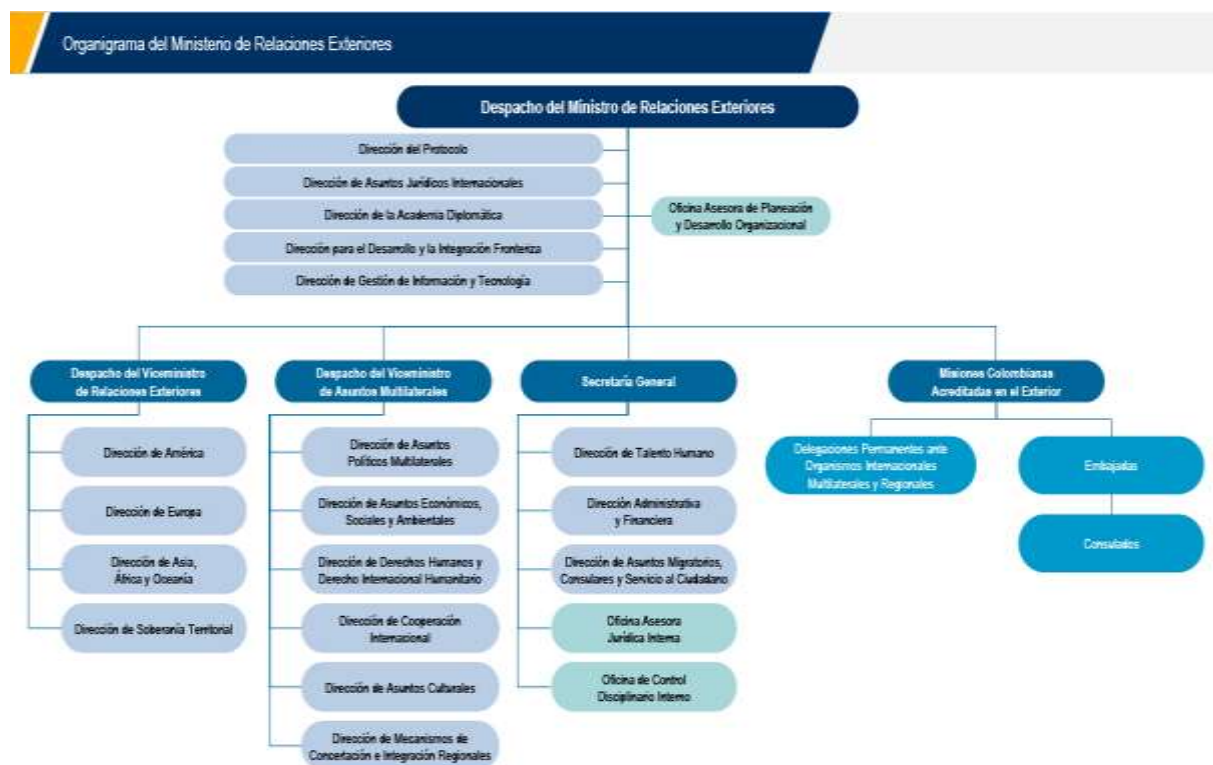 Organigrama del Ministerio de Relaciones Exteriores
Despacho del Ministro de Relaciones Exteriores
Dirección del Protocolo
Dirección de Asuntos Jurídicos Internacionales
Dirección de la Academia Diplomática
Dirección para el Desarrollo y la Integración Fronteriza
Dirección de Gestión de Información y Tecnología
Oficina Asesora de Planeación
y Desarrollo Organizacional
Despacho del Viceministro
de Relaciones Exteriores
Dirección de América
Dirección de Europa
Dirección de Asia,
África y Oceanía
Dirección de Soberanía Territorial
Despacho del Viceministro
de Asuntos Multilaterales
Dirección de Asuntos
Políticos Multilaterales
Dirección de Asuntos Económicos,
Sociales y Ambientales
Dirección de Derechos Humanos y
Derecho Internacional Humanitario
Dirección de Cooperación
Internacional
Dirección de Asuntos Culturales
Dirección de Mecanismos de
Concertación e Integración Regionales
Secretaría General
Dirección de Talento Humano
Dirección Administrativa
y Financiera
Dirección de Asuntos Migratorios,
Consulares y Servicio al Ciudadano
Oficina Asesora
Jurídica Interna
Oficina de Control
Disciplinario Interno
Misiones Colombianas
Acreditadas en el Exterior
Delegaciones Permanentes ante
Organismos Internacionales
Multilaterales y Regionales
Embajadas
Consulados